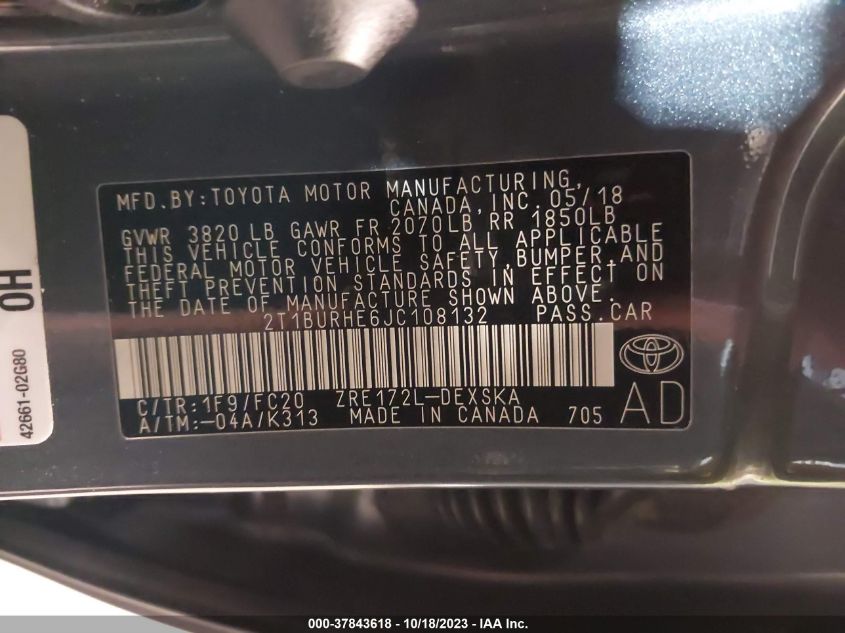 MFD.BY:TOYOTA MOTOR MANUFACTURING,
CANADA, INC. 05/18
GVWR 3820 LB GAWR FR 2070LB RR 1850LB
THIS VEHICLE CONFORMS TO ALL APPLICABLE
FEDERAL MOTOR VEHICLE SAFETY, BUMPER,AND
THEFT PREVENTION STANDARDS IN EFFECT ON
THE DATE OF MANUFACTURE SHOWN ABOVE.
2T1BURHE6JC108132 PASS.CAR
C/TR:1F9/FC20 ZRE172L-DEXSKA
A/TM:-04A/K313 MADE IN CANADA 705
AD
OH
42661-02G80
000-37843618 - 10/18/2023 - IAA Inc.